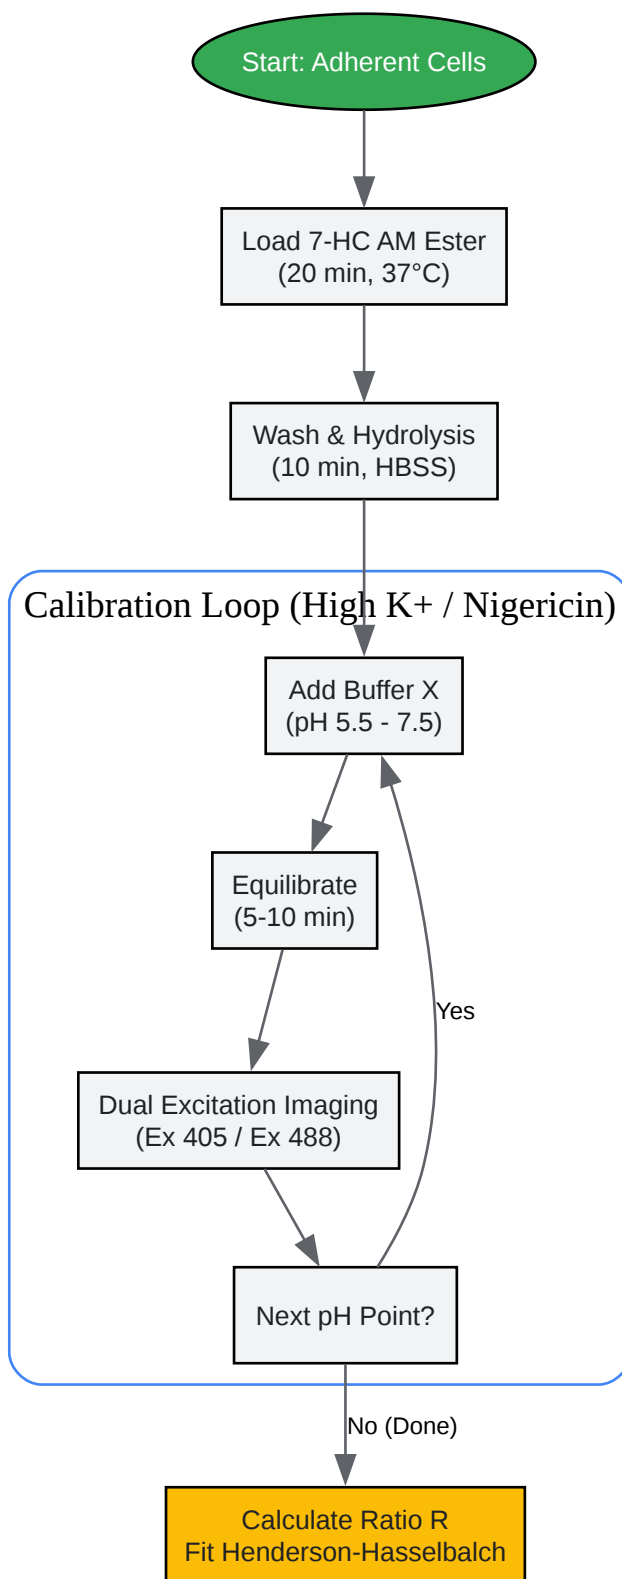 Start: Adherent Cells
Load 7-HC AM Ester
(20 min, 37°C)
Wash & Hydrolysis
(10 min, HBSS)
Calibration Loop (High K+ / Nigericin)
Add Buffer X
(pH 5.5 - 7.5)
Equilibrate
(5-10 min)
Yes
Dual Excitation Imaging
(Ex 405 / Ex 488)
Next pH Point?
No (Done)
Calculate Ratio R
Fit Henderson-Hasselbalch